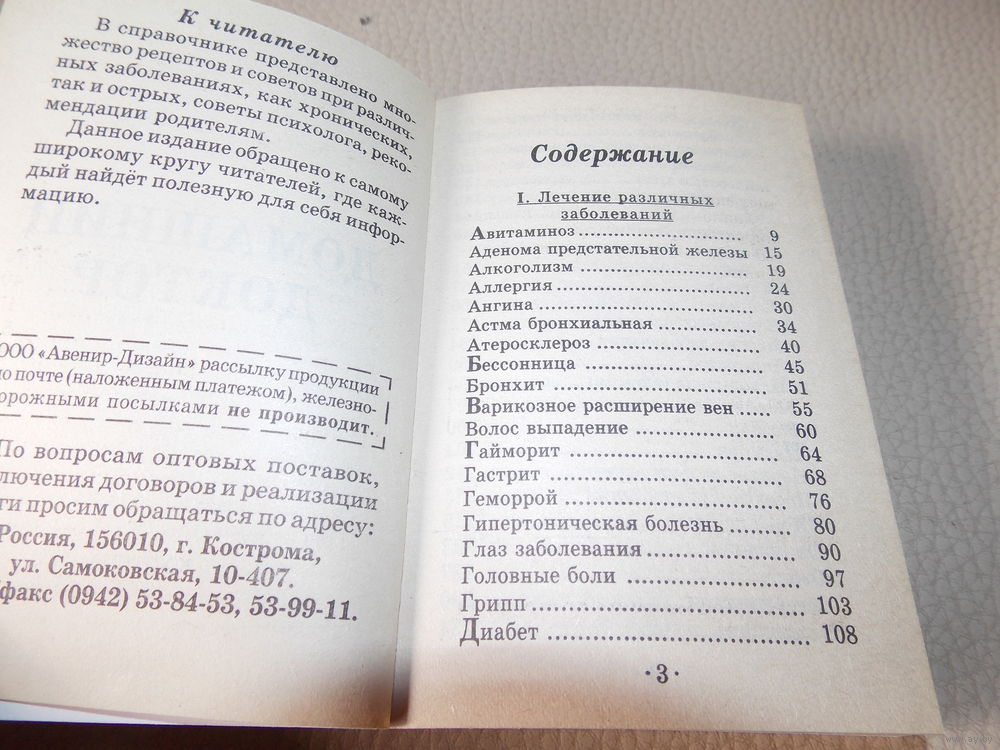 К читателю
В справочнике представлено мно-
жество рецептов и советов при различ-
ных заболеваниях, как хронических,
так и острых, советы психолога, реко-
мендации родителям.
Данное издание обращено к самому
широкому кругу читателей, где каж-
дый найдёт полезную для себя инфор-
мацию.
ООО «Авенир-Дизайн» рассылку продукции
по почте (наложенным платежом), железно-
орожными посылками не производит.
По вопросам оптовых поставок,
ключения договоров и реализации
ги просим обращаться по адресу:
Россия, 156010, г. Кострома,
ул. Самоковская, 10-407.
/факс (0942) 53-84-53, 53-99-11.
Содержание
I. Лечение различных
заболеваний
Авитаминоз .......................... 9
Аденома предстательной железы 15
Алкоголизм .......................... 19
Аллергия .............................. 24
Ангина ................................. 30
Астма бронхиальная ................ 34
Атеросклероз ......................... 40
Бессонница ........................... 45
Бронхит ................................ 51
Варикозное расширение вен ..... 55
Волос выпадение .................... 60
Гайморит .............................. 64
Гастрит ................................ 68
Геморрой .............................. 76
Гипертоническая болезнь ......... 80
Глаз заболевания .................... 90
Головные боли ....................... 97
Грипп ................................... 103
Диабет ................................. 108
·3·